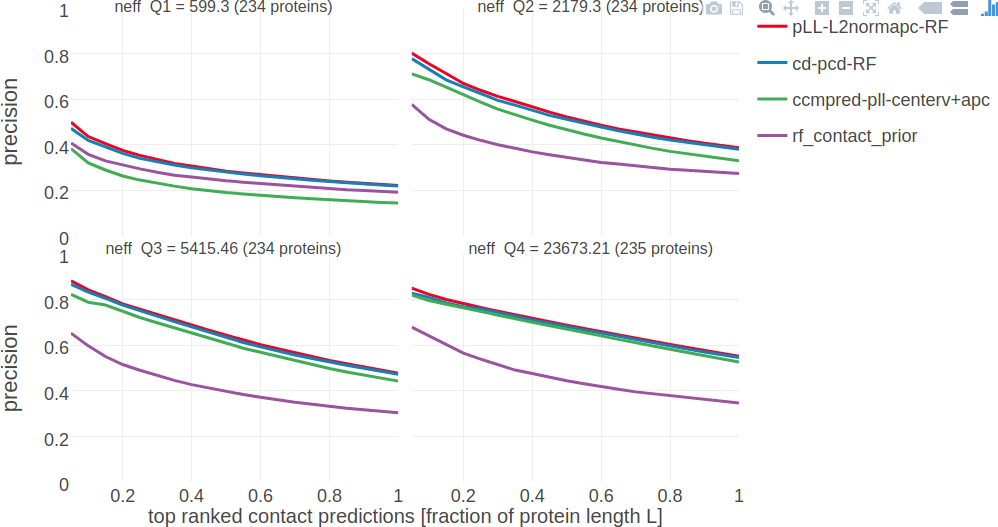 neff Q1 = 599.3 (234 proteins)
neff Q2 = 2179.3 (234 proteins)
1
0.8
0.6
0.4
0.2
0
precision
pLL-L2normapc-RF
cd-pcd-RF
ccmpred-pll-centerv+apc
rf_contact_prior
neff Q3 = 5415.46 (234 proteins)
neff Q4 = 23673.21 (235 proteins)
1
0.8
0.6
0.4
0.2
0
precision
0.2
0.4
0.6
0.8
1
0.2
0.4
0.6
0.8
1
top ranked contact predictions [fraction of protein length L]